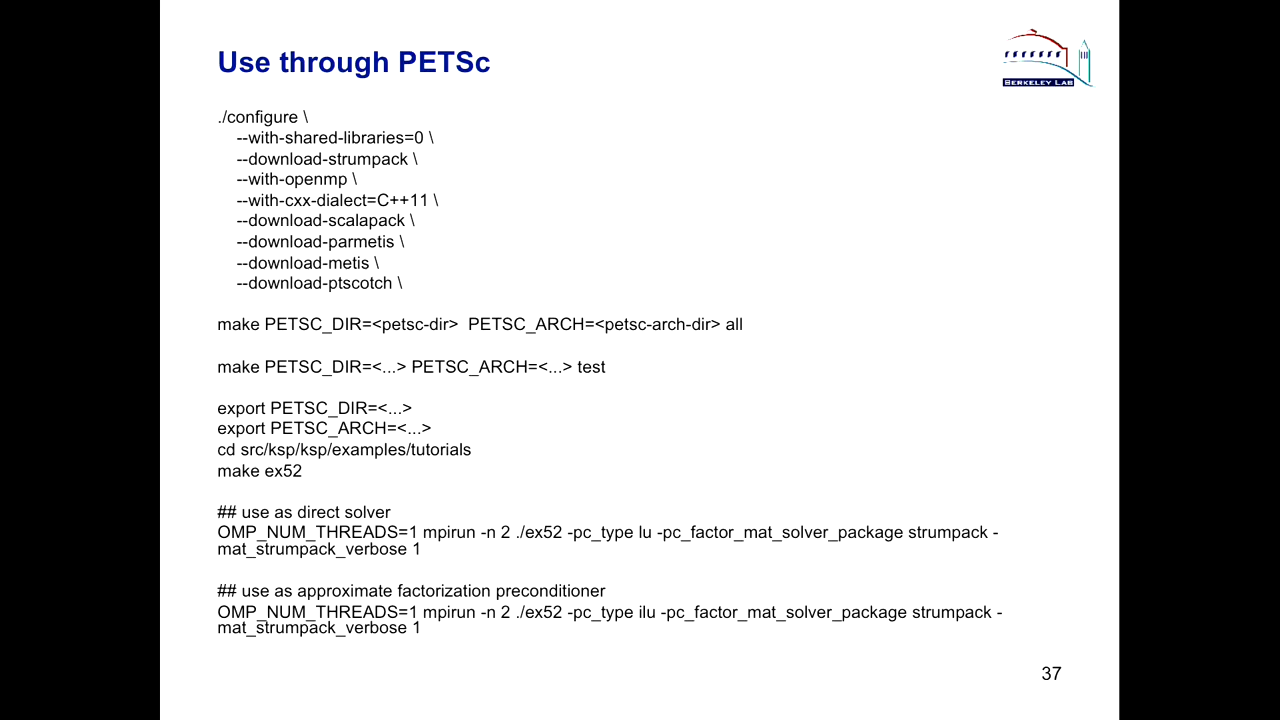 Use through PETSc
BERKELEY LAB
./configure \
--with-shared-libraries=0 \
--download-strumpack \
--with-openmp \
--with-cxx-dialect=C++11 \
--download-scalapack \
--download-parmetis \
--download-metis \
--download-ptscotch \
make PETSC_DIR=<petsc-dir>  PETSC_ARCH=<petsc-arch-dir> all
make PETSC_DIR=<...> PETSC_ARCH=<...> test
export PETSC_DIR=<...>
export PETSC_ARCH=<...>
cd src/ksp/ksp/examples/tutorials
make ex52
## use as direct solver
OMP_NUM_THREADS=1 mpirun -n 2 ./ex52 -pc_type lu -pc_factor_mat_solver_package strumpack -
mat_strumpack_verbose 1
## use as approximate factorization preconditioner
OMP_NUM_THREADS=1 mpirun -n 2 ./ex52 -pc_type ilu -pc_factor_mat_solver_package strumpack -
mat_strumpack_verbose 1
37